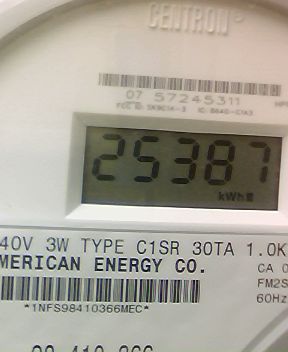 CENTRON®
07 57245311
25387
kWh
40V 3W TYPE C1SR 30TA 1.0K
MERICAN ENERGY CO.
CA 0
FM2S
60Hz
*1NFS98410366MEC*